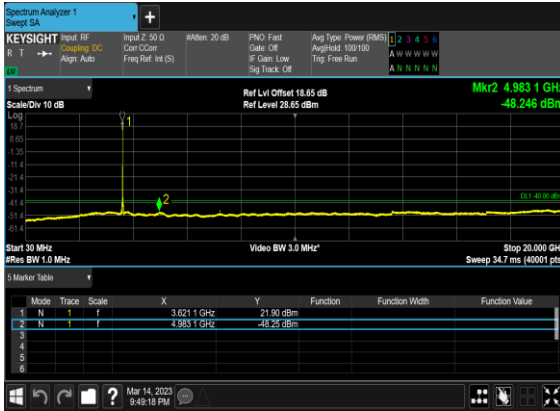 Spectrum Analyzer 1
Swept SA
+
KEYSIGHT Input: RF Input Z: 50 Ω #Atten: 20 dB PNO: Fast Avg Type: Power (RMS) 1 2 3 4 5 6
R T Coupling: DC Corr CCorr Gate: Off Avg|Hold: 100/100 A W W W W W
Align: Auto Freq Ref: Int (S) IF Gain: Low Trig: Free Run
Sig Track: Off A N N N N N
1 Spectrum Ref Lvl Offset 18.65 dB Mkr2 4.983 1 GHz
Scale/Div 10 dB Ref Level 28.65 dBm -48.246 dBm
Log
18.7
8.65
-1.35
-11.4
-21.4
-31.4
-41.4
-51.4
-61.4
1
2
DL1 -40.00 dBm
Start 30 MHz Video BW 3.0 MHz* Stop 20.000 GHz
#Res BW 1.0 MHz Sweep 34.7 ms (40001 pts)
5 Marker Table
Mode Trace Scale X Y Function Function Width Function Value
1 N 1 f 3.621 1 GHz 21.90 dBm
2 N 1 f 4.983 1 GHz -48.25 dBm
3
4
5
6
? Mar 14, 2023
9:49:18 PM